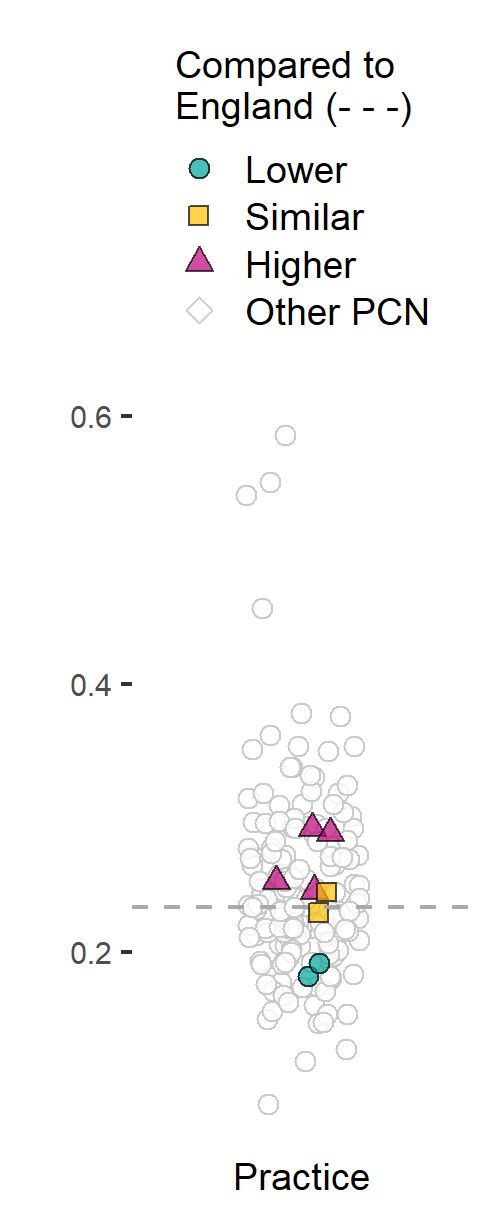 Compared to
England (- - -)
Lower
Similar
Higher
Other PCN
0.6
0.4
0.2
Practice